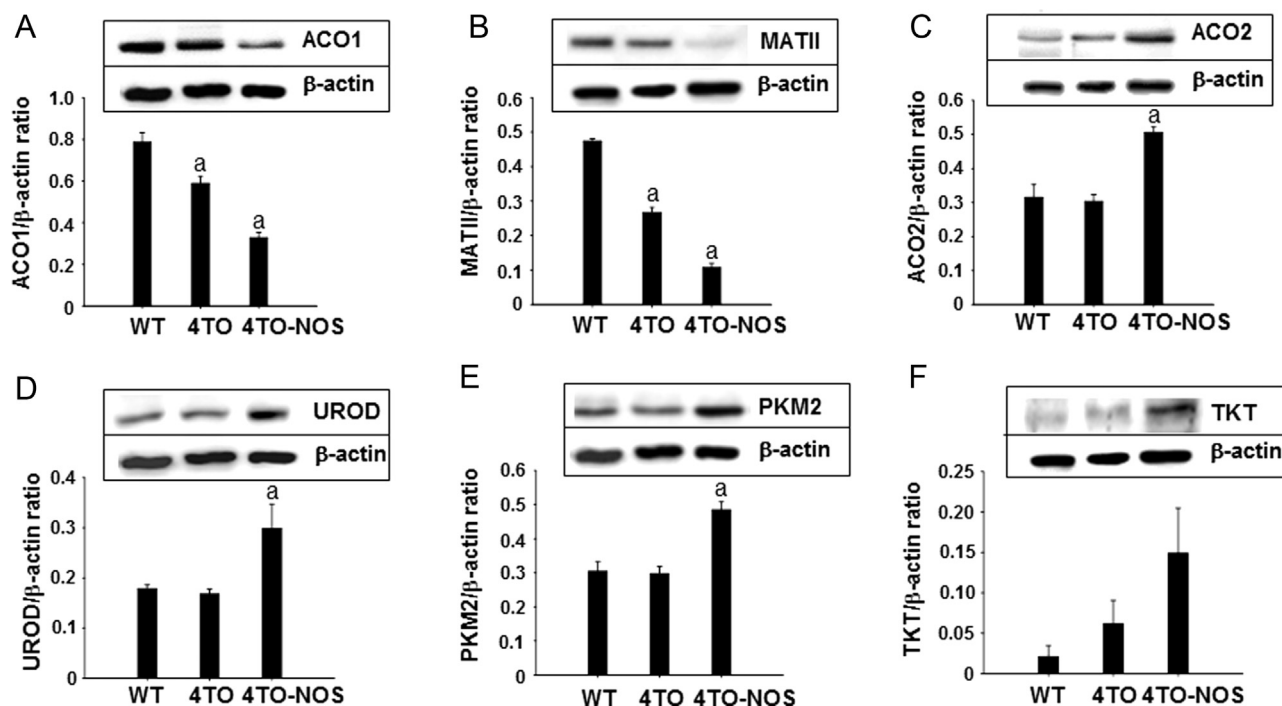 A
ACO1
β-actin
ACO1/β-actin ratio
1.0
0.8
0.6
0.4
0.2
0
a
a
WT 4TO 4TO-NOS
B
MATII
β-actin
MATII/β-actin ratio
0.6
0.5
0.4
0.3
0.2
0.1
0
a
a
WT 4TO 4TO-NOS
C
ACO2
β-actin
ACO2/β-actin ratio
0.6
0.5
0.4
0.3
0.2
0.1
0
a
WT 4TO 4TO-NOS
D
UROD
β-actin
UROD/β-actin ratio
0.4
0.3
0.2
0.1
0
a
WT 4TO 4TO-NOS
E
PKM2
β-actin
PKM2/β-actin ratio
0.6
0.5
0.4
0.3
0.2
0.1
0
a
WT 4TO 4TO-NOS
F
TKT
β-actin
TKT/β-actin ratio
0.25
0.20
0.15
0.10
0.05
0
WT 4TO 4TO-NOS